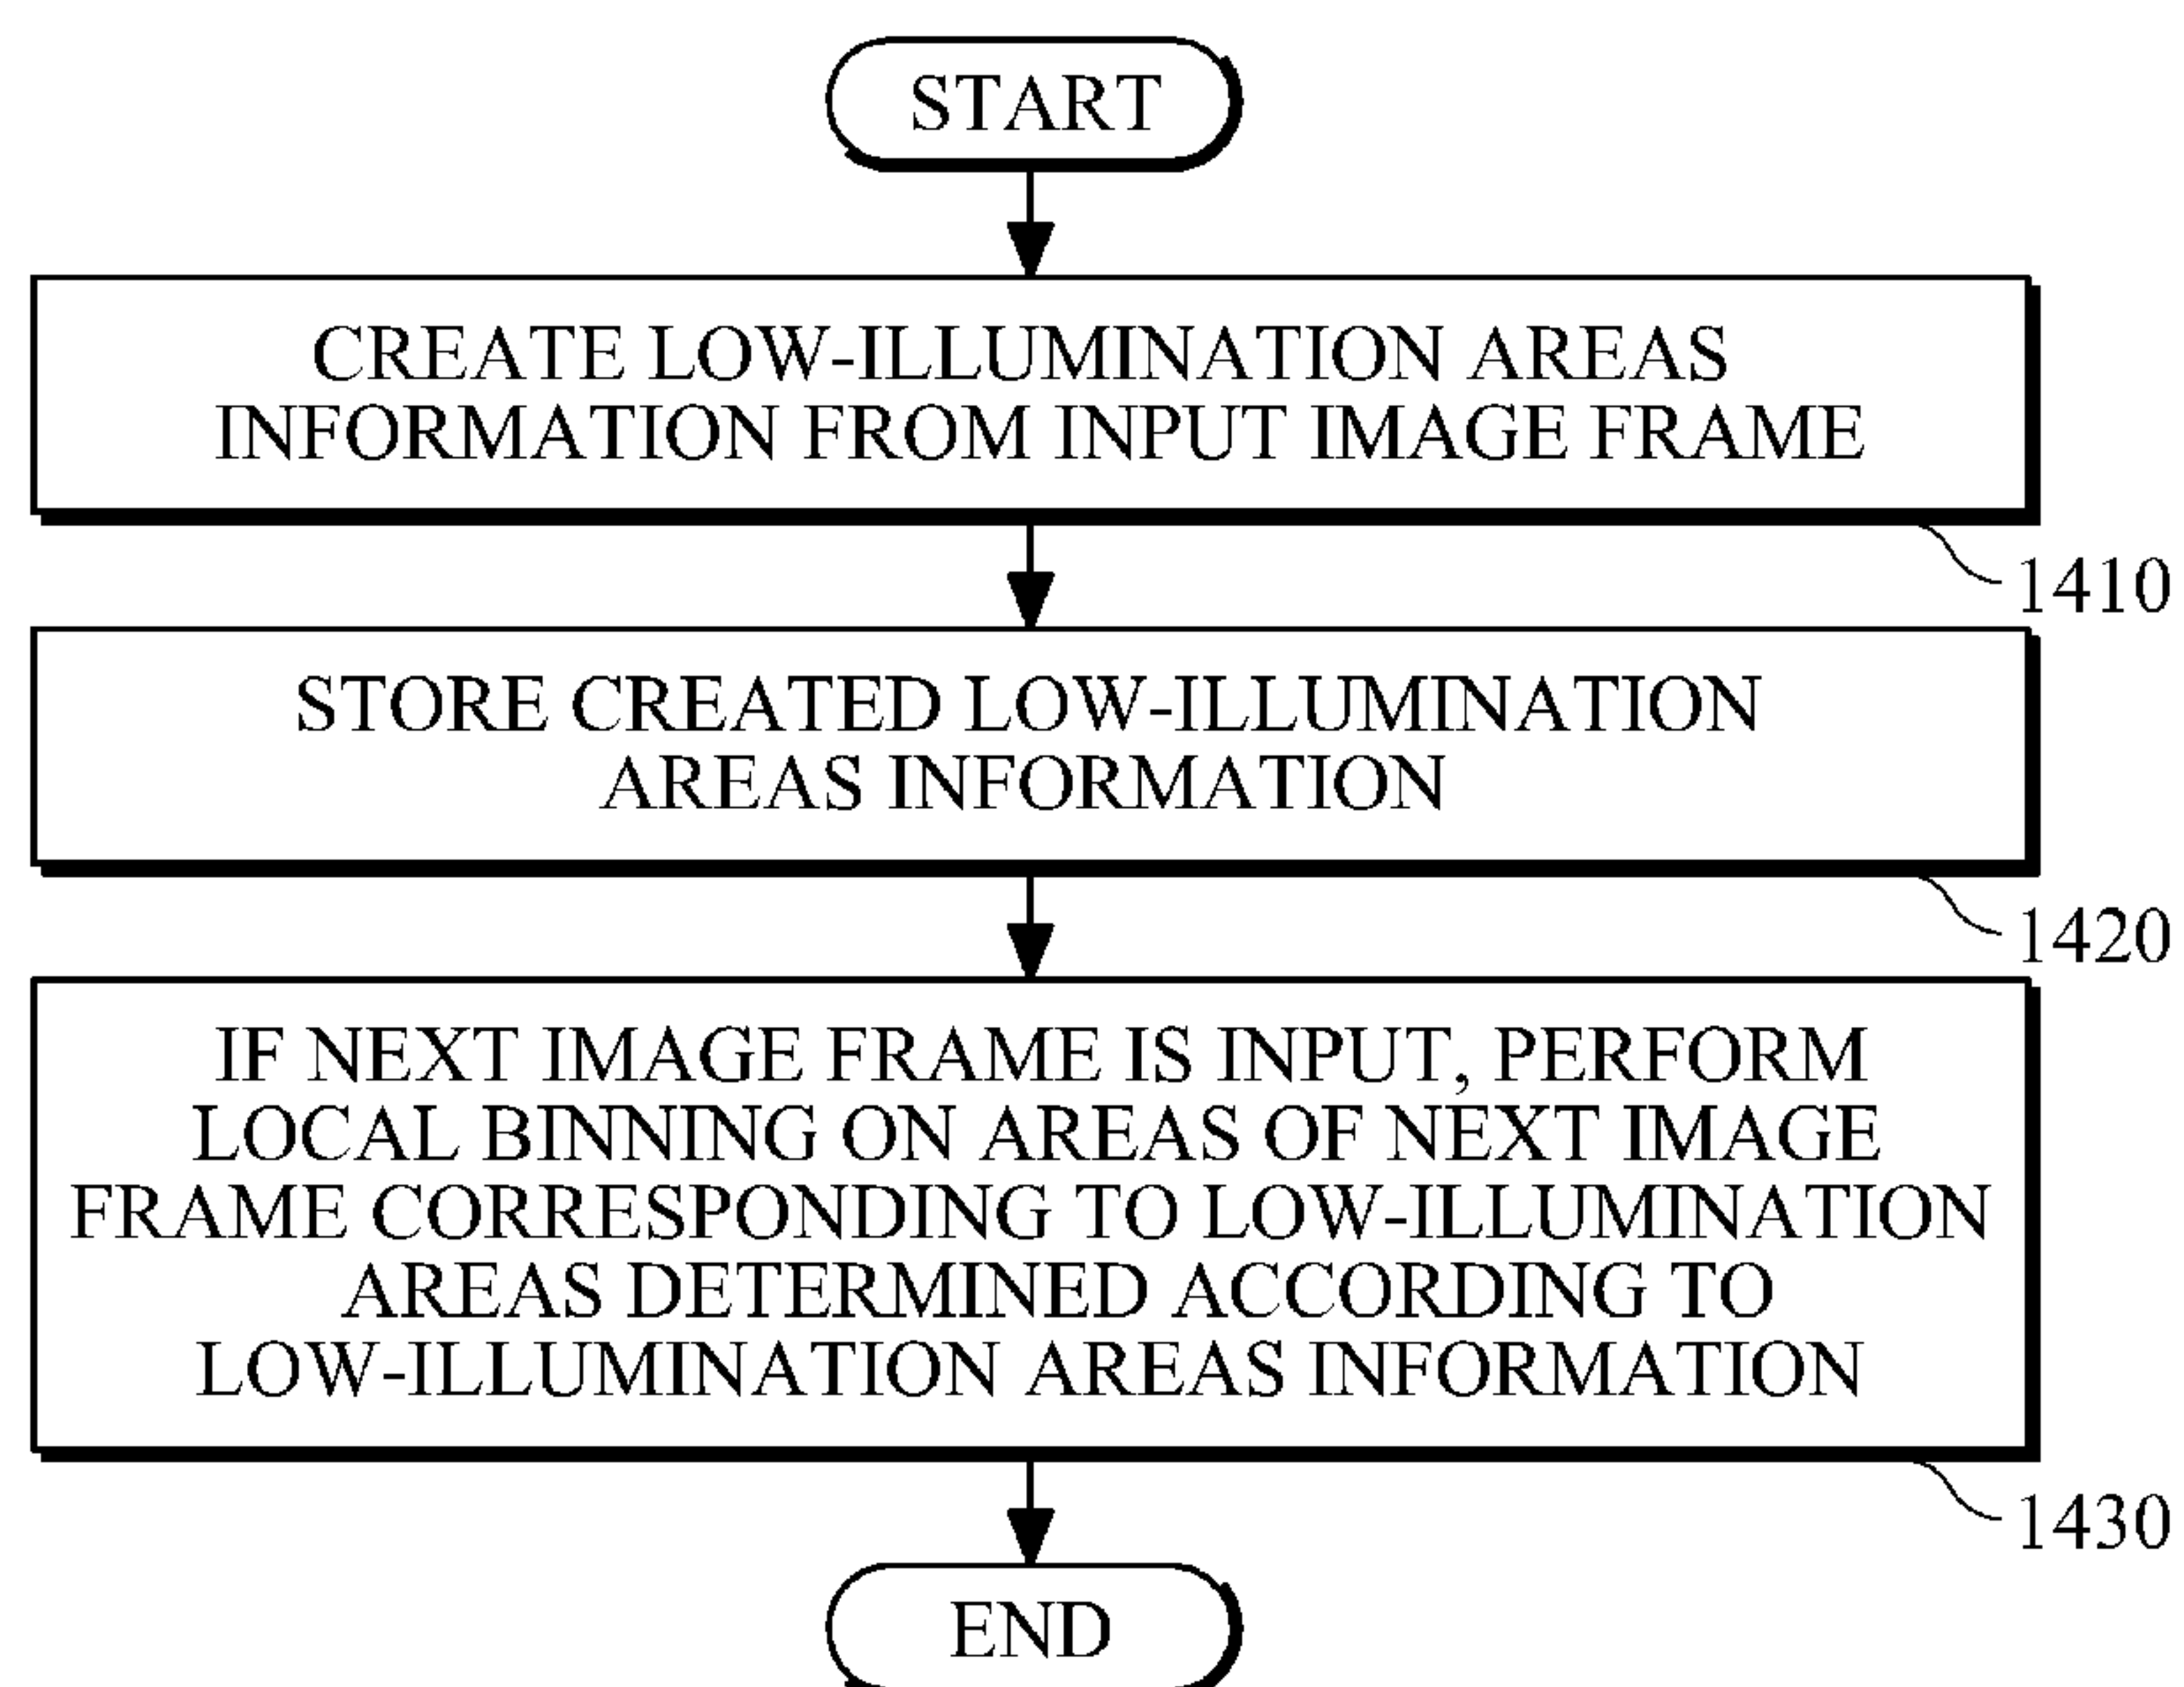 START
CREATE LOW-ILLUMINATION AREAS
INFORMATION FROM INPUT IMAGE FRAME
1410
STORE CREATED LOW-ILLUMINATION
AREAS INFORMATION
1420
IF NEXT IMAGE FRAME IS INPUT, PERFORM
LOCAL BINNING ON AREAS OF NEXT IMAGE
FRAME CORRESPONDING TO LOW-ILLUMINATION
AREAS DETERMINED ACCORDING TO
LOW-ILLUMINATION AREAS INFORMATION
1430
END